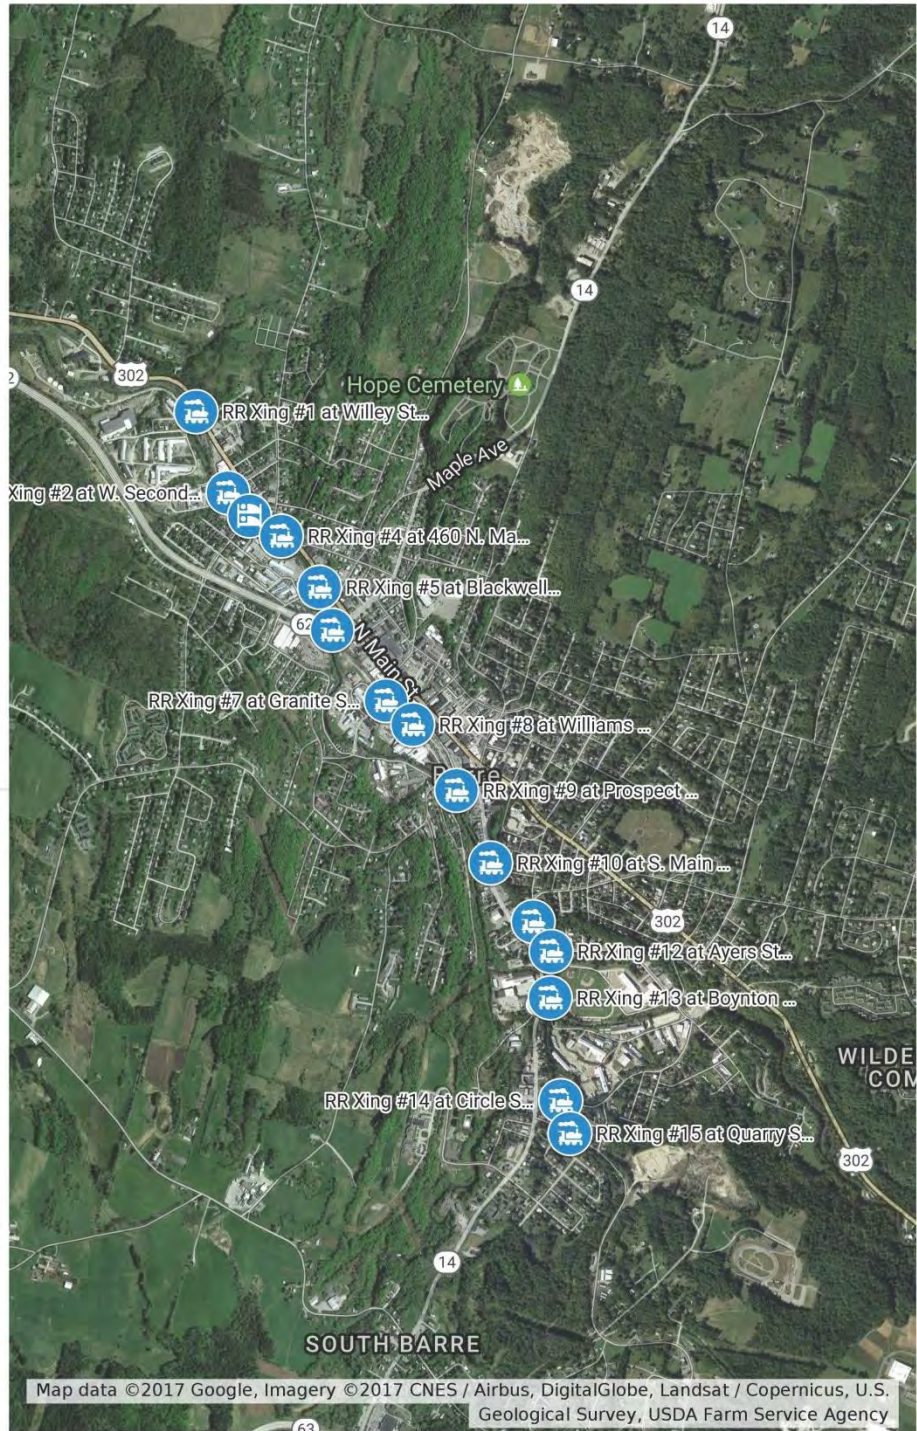 14
14
302
2
Hope Cemetery
RR Xing #1 at Willey St...
Maple Ave
Xing #2 at W. Second...
RR Xing #4 at 460 N. Ma...
RR Xing #5 at Blackwell...
62
N Main St
RR Xing #7 at Granite S...
RR Xing #8 at Williams ...
Barre
RR Xing #9 at Prospect ...
RR Xing #10 at S. Main ...
302
RR Xing #12 at Ayers St...
RR Xing #13 at Boynton ...
WILDE
COM
RR Xing #14 at Circle S...
RR Xing #15 at Quarry S...
302
14
SOUTH BARRE
Map data ©2017 Google, Imagery ©2017 CNES / Airbus, DigitalGlobe, Landsat / Copernicus, U.S.
Geological Survey, USDA Farm Service Agency
63